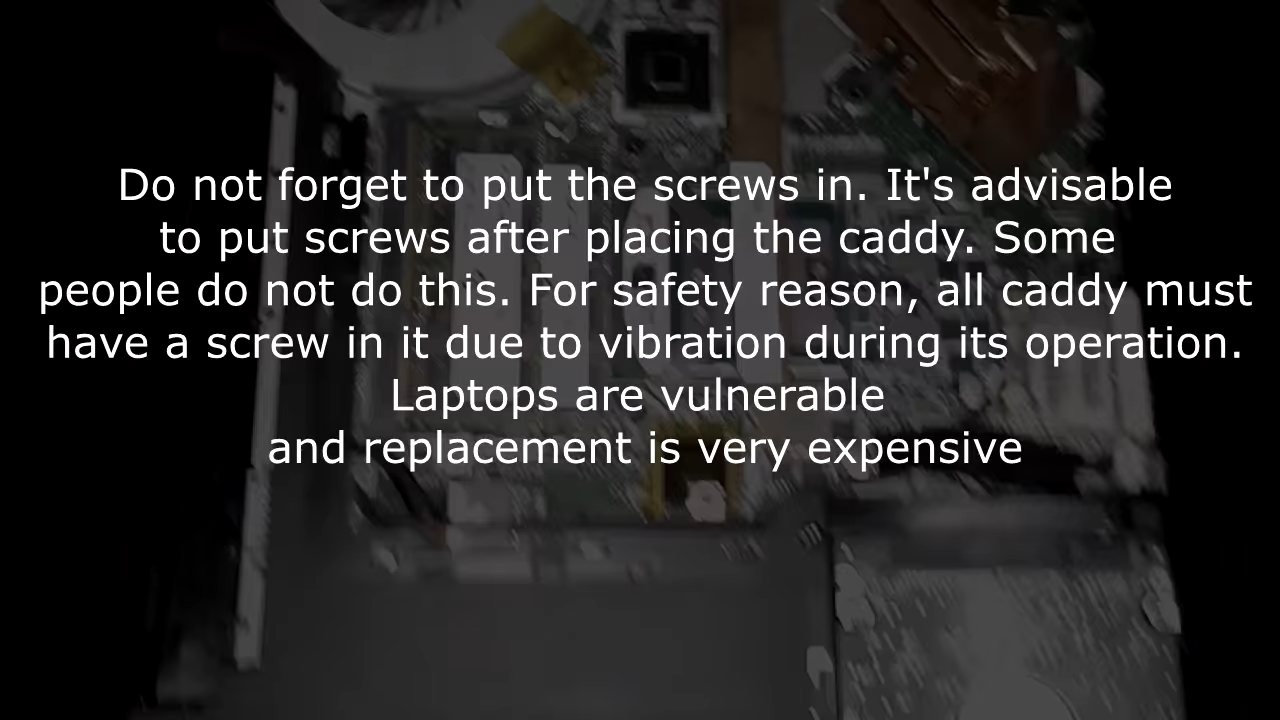 Do not forget to put the screws in. It's advisable
to put screws after placing the caddy. Some
people do not do this. For safety reason, all caddy must
have a screw in it due to vibration during its operation.
Laptops are vulnerable
and replacement is very expensive